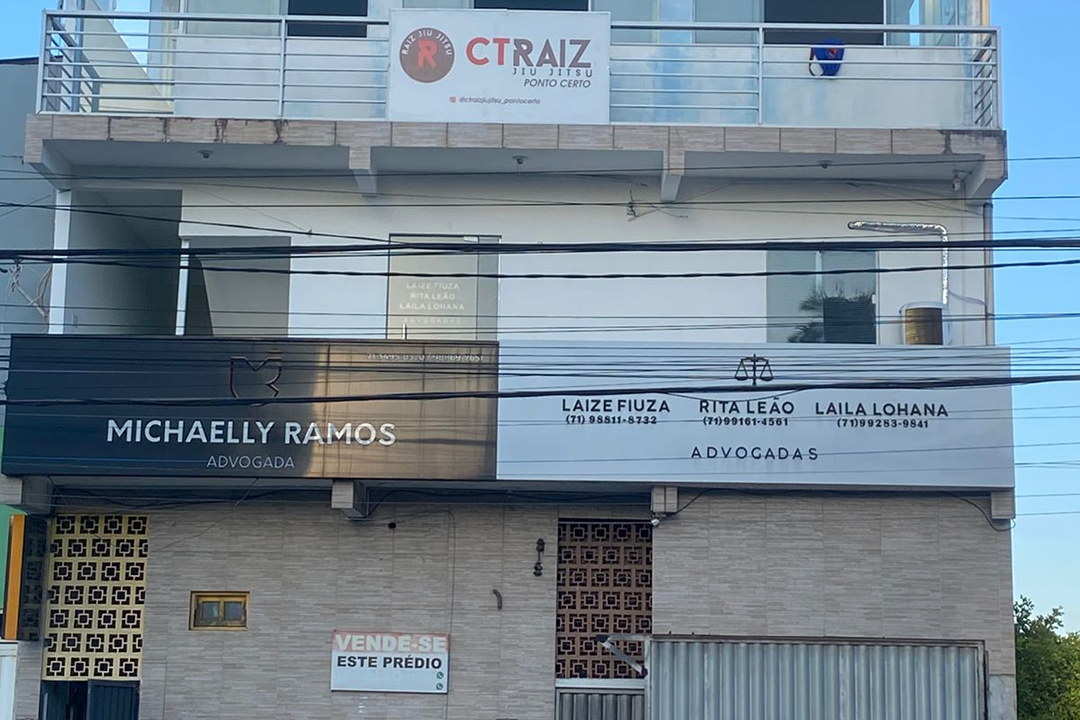 RAIZ JIU JITSU
R
CTRAIZ
JIU JITSU
PONTO CERTO
@ctraizjiujitsu_pontocerto
LAIZE FIUZA
RITA LEÃO
LAILA LOHANA
ADVOGADAS
MICHAELLY RAMOS
ADVOGADA
LAIZE FIUZA RITA LEÃO LAILA LOHANA
(71) 98811-8732 (71)99161-4561 (71)99283-9841
ADVOGADAS
VENDE-SE
ESTE PRÉDIO